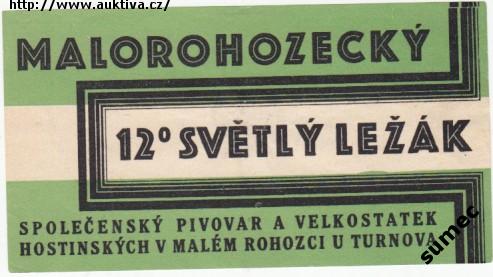 http://www.auktiva.cz/
MALOROHOZECKÝ
12° SVĚTLÝ LEŽÁK
SPOLEČENSKÝ PIVOVAR A VELKOSTATEK
HOSTINSKÝCH V MALÉM ROHOZCI U TURNOVA
sumec